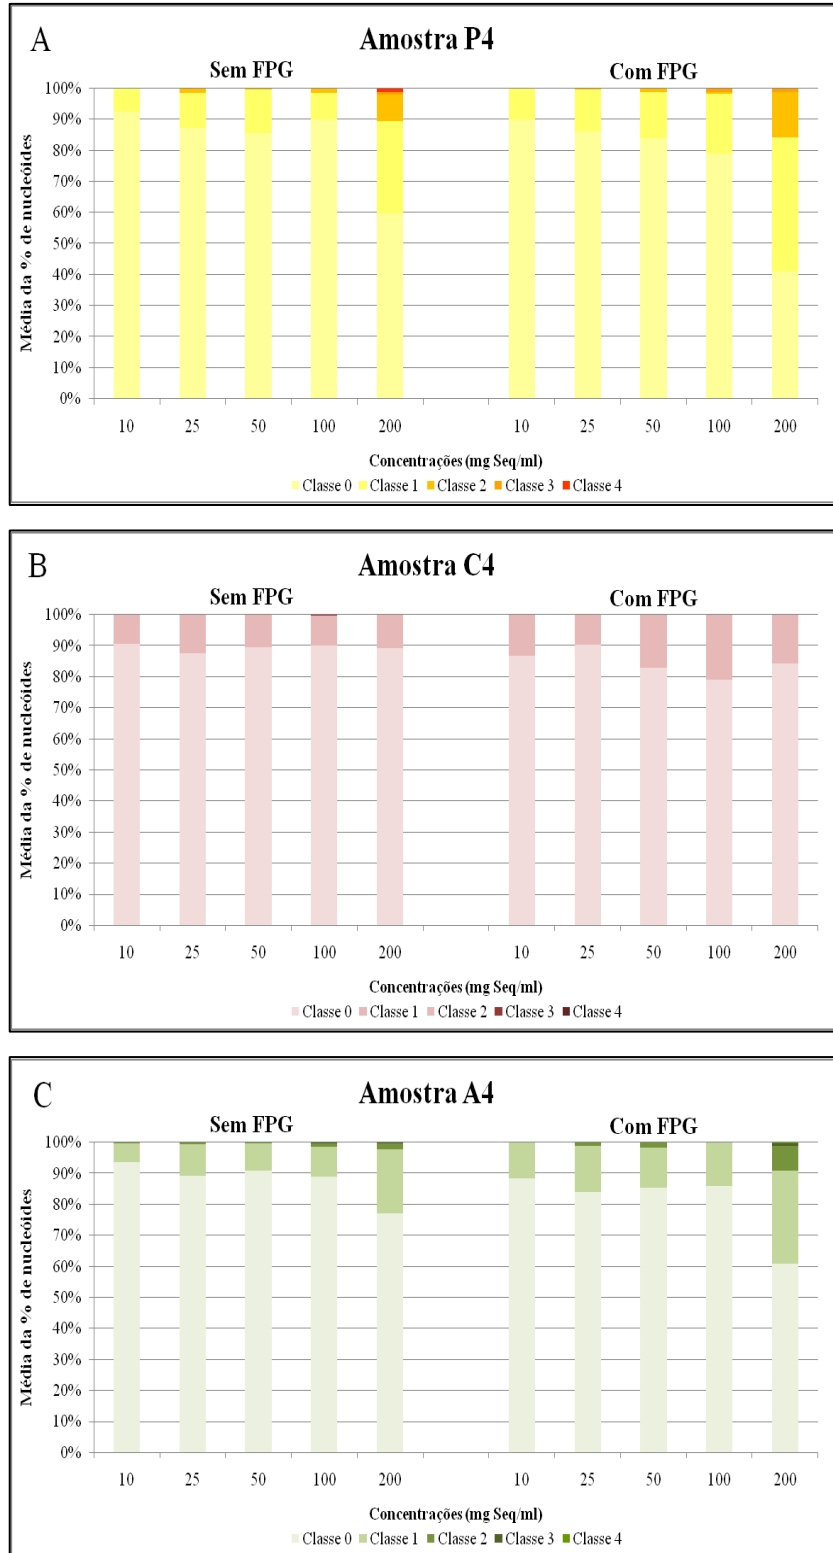 A
Amostra P4
Sem FPG
Com FPG
Média da % de nucleóides
100%
90%
80%
70%
60%
50%
40%
30%
20%
10%
0%
10 25 50 100 200 10 25 50 100 200
Concentrações (mg Seq/ml)
Classe 0 Classe 1 Classe 2 Classe 3 Classe 4
B
Amostra C4
Sem FPG
Com FPG
Média da % de nucleóides
100%
90%
80%
70%
60%
50%
40%
30%
20%
10%
0%
10 25 50 100 200 10 25 50 100 200
Concentrações (mg Seq/ml)
Classe 0 Classe 1 Classe 2 Classe 3 Classe 4
C
Amostra A4
Sem FPG
Com FPG
Média da % de nucleóides
100%
90%
80%
70%
60%
50%
40%
30%
20%
10%
0%
10 25 50 100 200 10 25 50 100 200
Concentrações (mg Seq/ml)
Classe 0 Classe 1 Classe 2 Classe 3 Classe 4